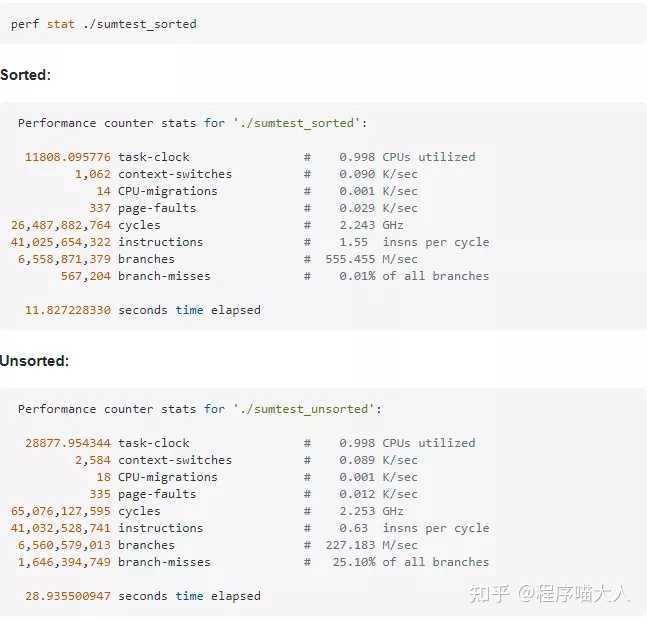 perf stat ./sumtest_sorted
Sorted:
Performance counter stats for './sumtest_sorted':
11808.095776 task-clock # 0.998 CPUs utilized
1,062 context-switches # 0.090 K/sec
14 CPU-migrations # 0.001 K/sec
337 page-faults # 0.029 K/sec
26,487,882,764 cycles # 2.243 GHz
41,025,654,322 instructions # 1.55 insns per cycle
6,558,871,379 branches # 555.455 M/sec
567,204 branch-misses # 0.01% of all branches
11.827228330 seconds time elapsed
Unsorted:
Performance counter stats for './sumtest_unsorted':
28877.954344 task-clock # 0.998 CPUs utilized
2,584 context-switches # 0.089 K/sec
18 CPU-migrations # 0.001 K/sec
335 page-faults # 0.012 K/sec
65,076,127,595 cycles # 2.253 GHz
41,032,528,741 instructions # 0.63 insns per cycle
6,560,579,013 branches # 227.183 M/sec
1,646,394,749 branch-misses # 25.10% of all branches
28.935500947 seconds time elapsed
知乎 @程序喵大人